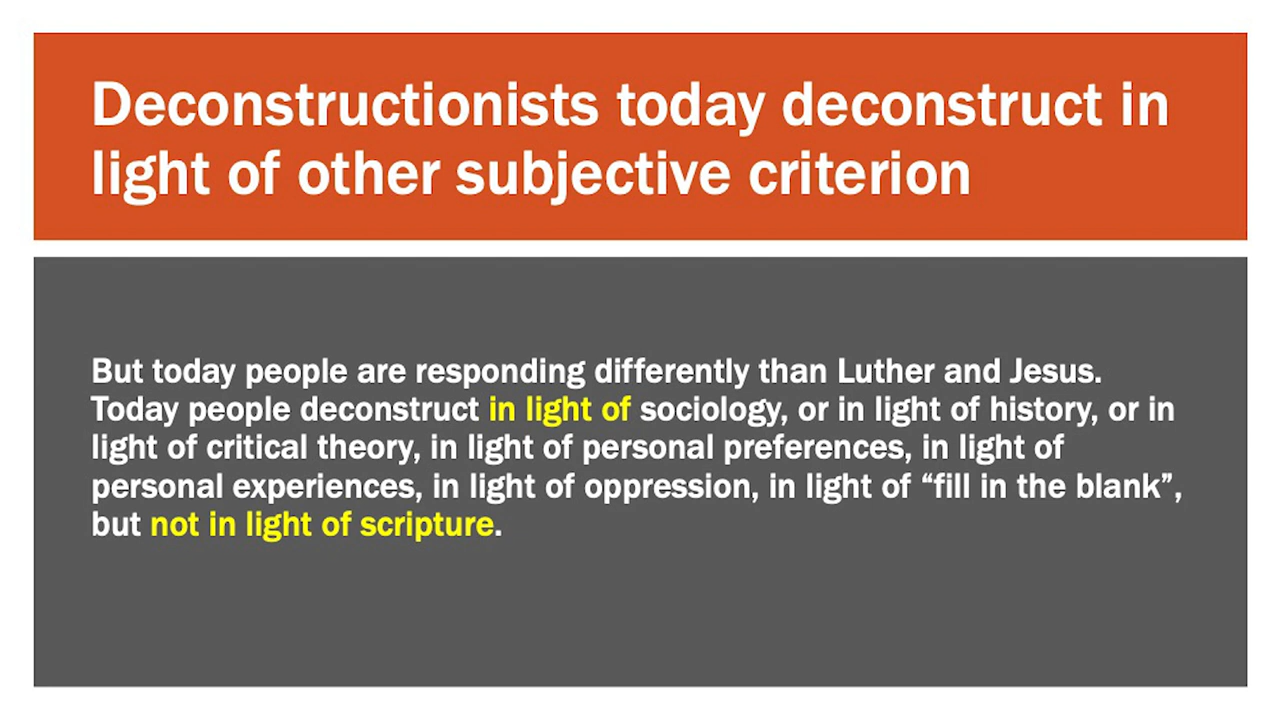 Deconstructionists today deconstruct in
light of other subjective criterion
But today people are responding differently than Luther and Jesus.
Today people deconstruct in light of sociology, or in light of history, or in
light of critical theory, in light of personal preferences, in light of
personal experiences, in light of oppression, in light of “fill in the blank”,
but not in light of scripture.